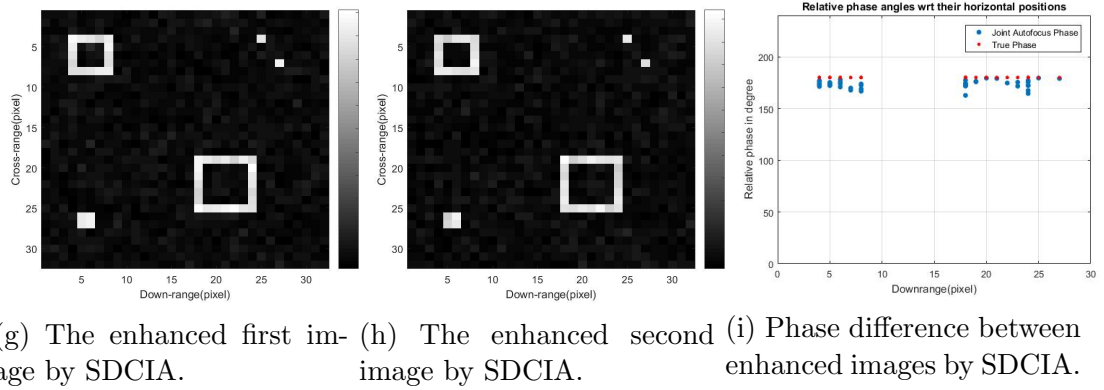 Relative phase angles wrt their horizontal positions
Joint Autofocus Phase
True Phase
5
10
15
20
25
30
Cross-range(pixel)
5
10
15
20
25
30
Down-range(pixel)
5
10
15
20
25
30
Cross-range(pixel)
5
10
15
20
25
30
Down-range(pixel)
200
150
100
50
0
Relative phase in degree
0
5
10
15
20
25
30
Downrange(pixel)
(g) The enhanced first im-
age by SDCIA.
(h) The enhanced second
image by SDCIA.
(i) Phase difference between
enhanced images by SDCIA.